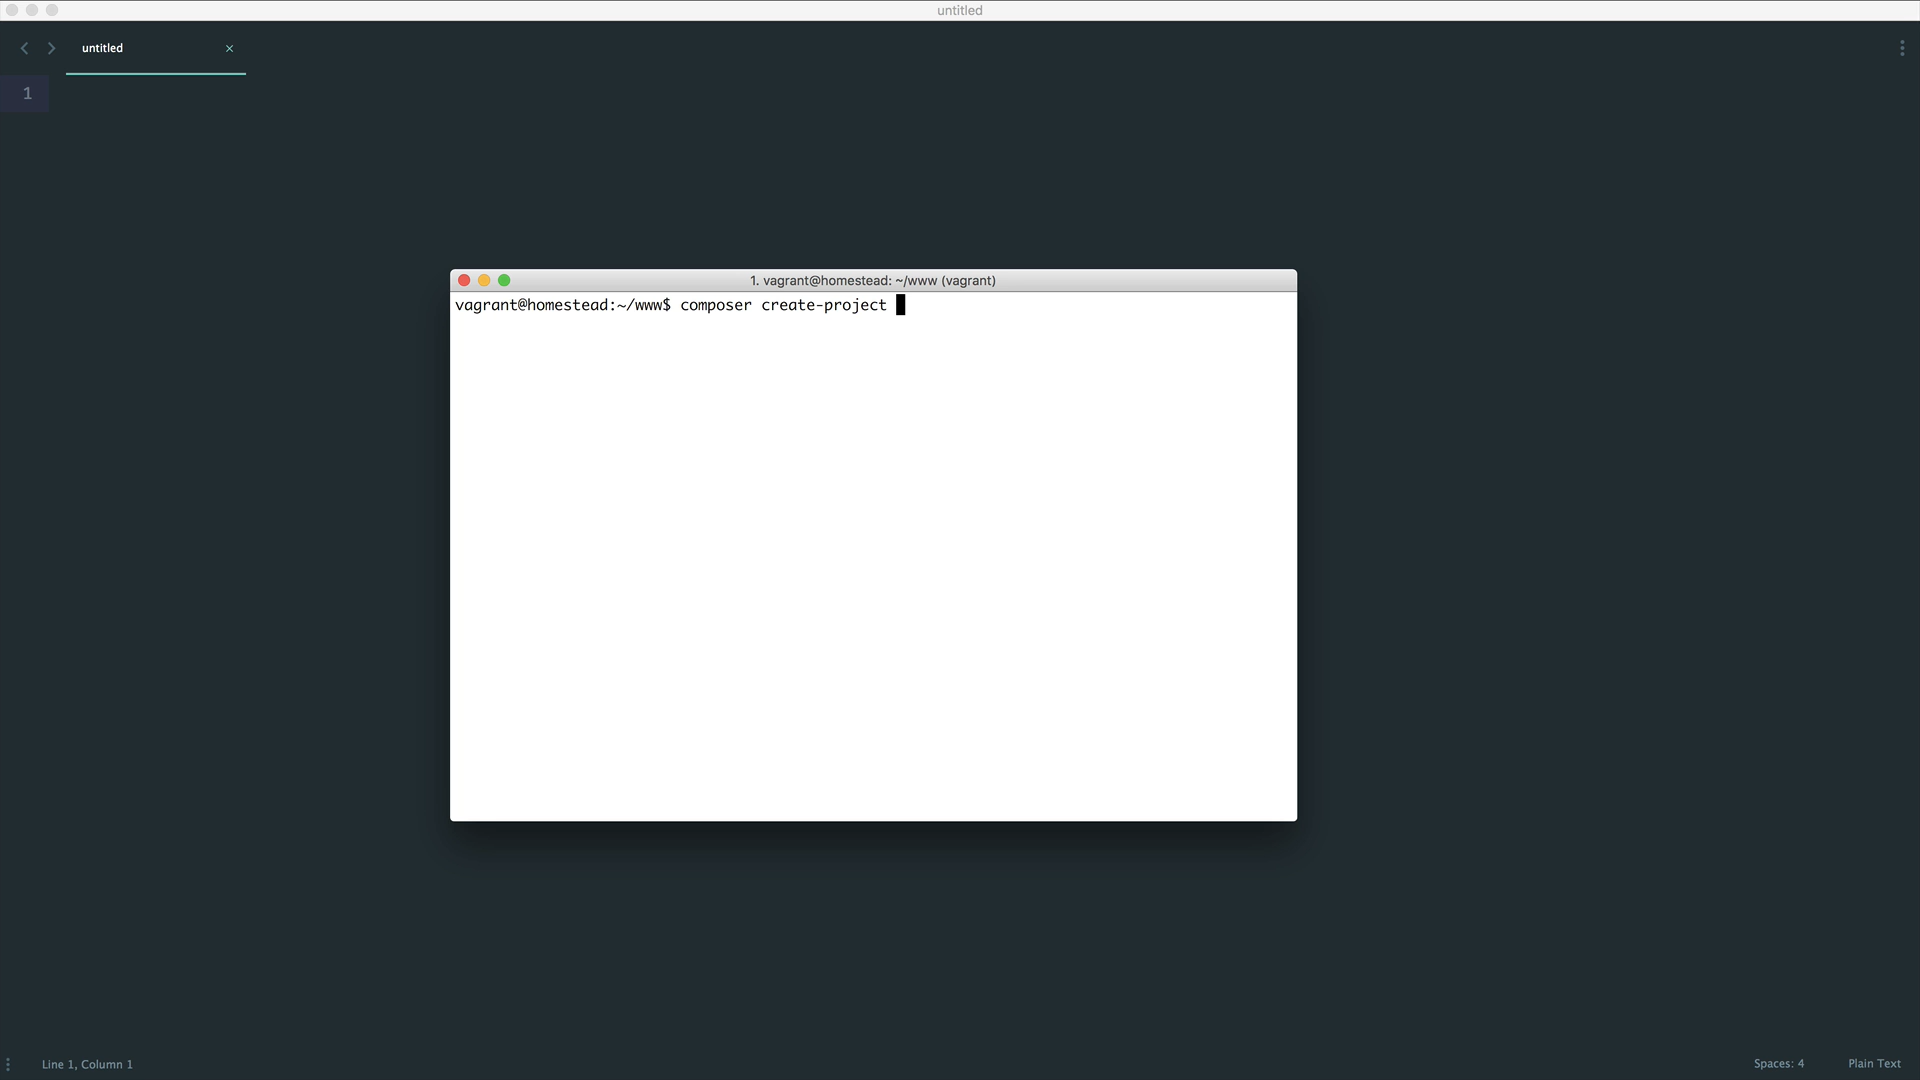 untitled
untitled
1
1. vagrant@homestead: ~/www (vagrant)
vagrant@homestead:~/www$ composer create-project
Line 1, Column 1
Spaces: 4
Plain Text